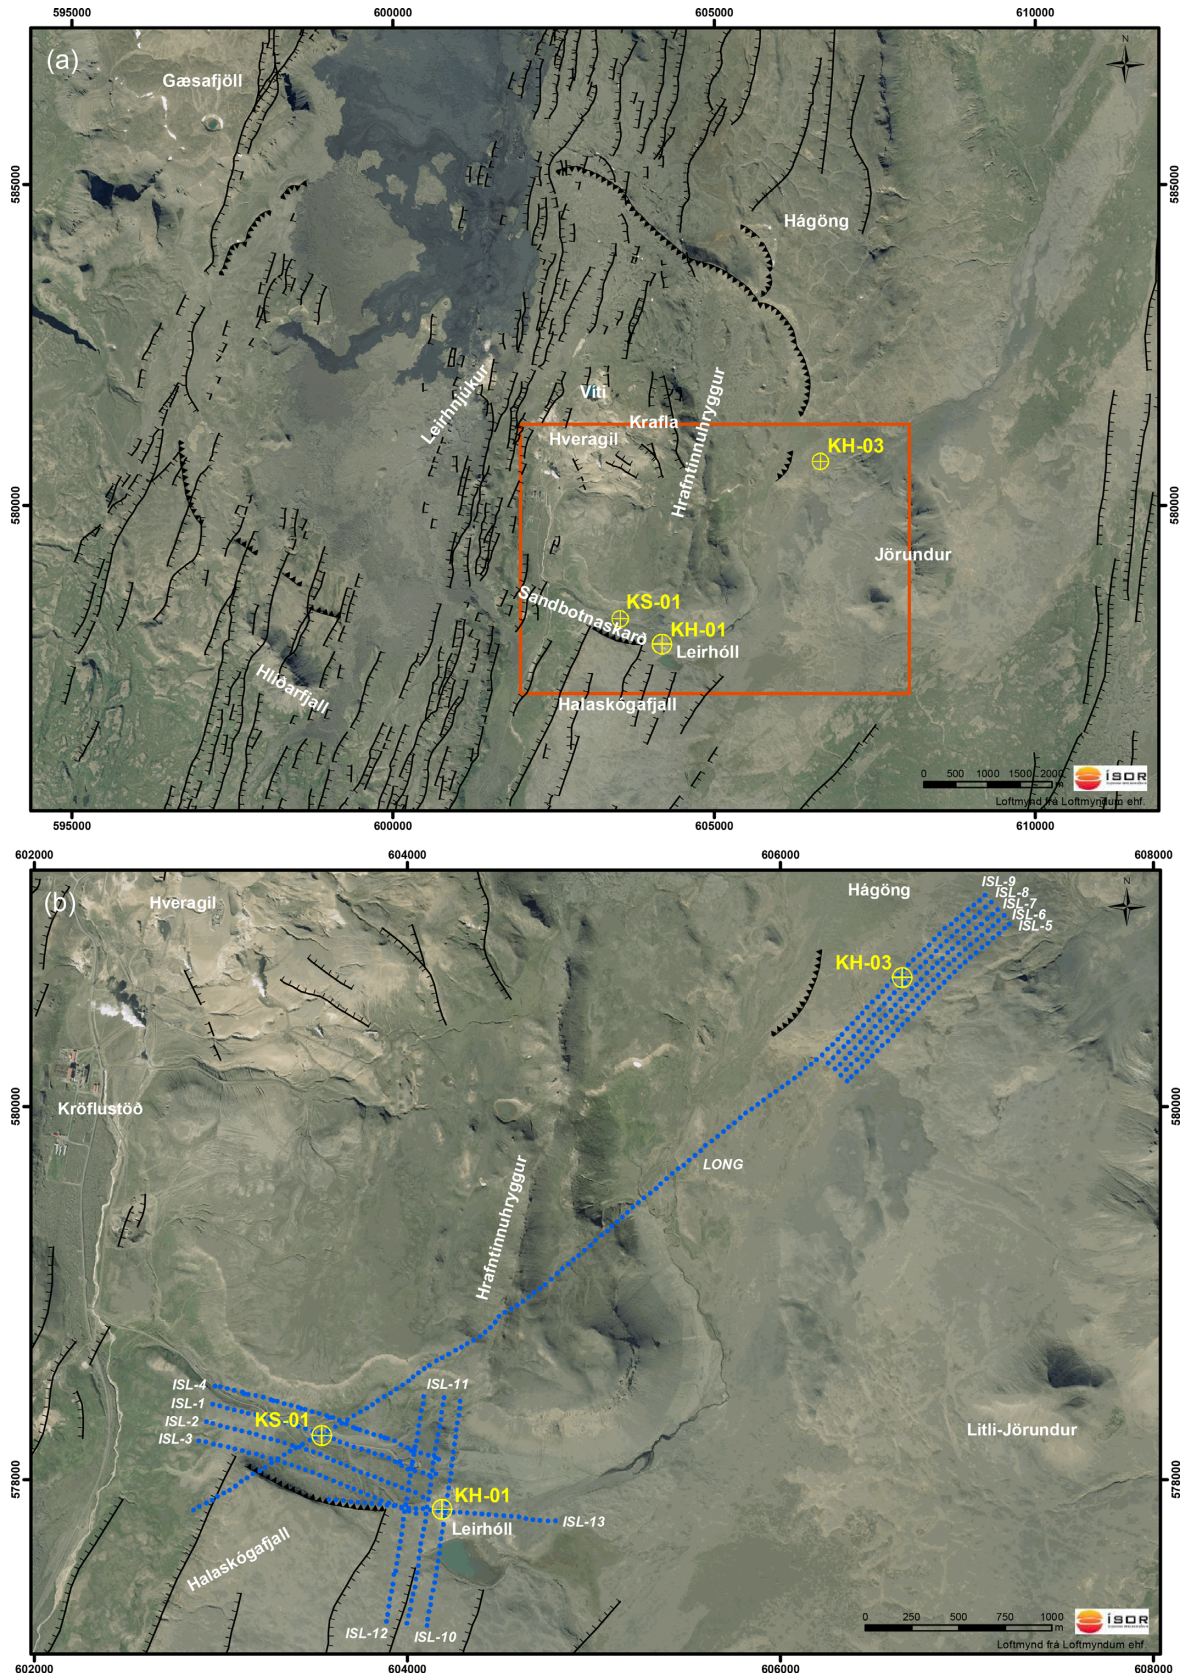 595000
600000
605000
610000
(a)
N
Gæsafjöll
585000
585000
Hágöng
Leirhnjúkur
Víti
Krafla
Hveragil
Hrafntinnuhryggur
KH-03
580000
580000
Jörundur
KS-01
Sandbotnaskarð
KH-01
Leirhóll
Hlíðarfjall
Halaskógafjall
0 500 1000 1500 2000
m
ÍSOR
Loftmynd frá Loftmyndum ehf.
595000
600000
605000
610000
602000
604000
606000
608000
(b)
N
Hveragil
Hágöng
ISL-9
ISL-8
ISL-7
ISL-6
ISL-5
KH-03
580000
580000
Kröflustöð
LONG
Hrafntinnuhryggur
ISL-4
ISL-11
ISL-1
KS-01
ISL-2
ISL-3
Litli-Jörundur
578000
578000
KH-01
ISL-13
Leirhóll
Halaskógafjall
ISL-12
ISL-10
0 250 500 750 1000
m
ÍSOR
Loftmynd frá Loftmyndum ehf.
602000
604000
606000
608000